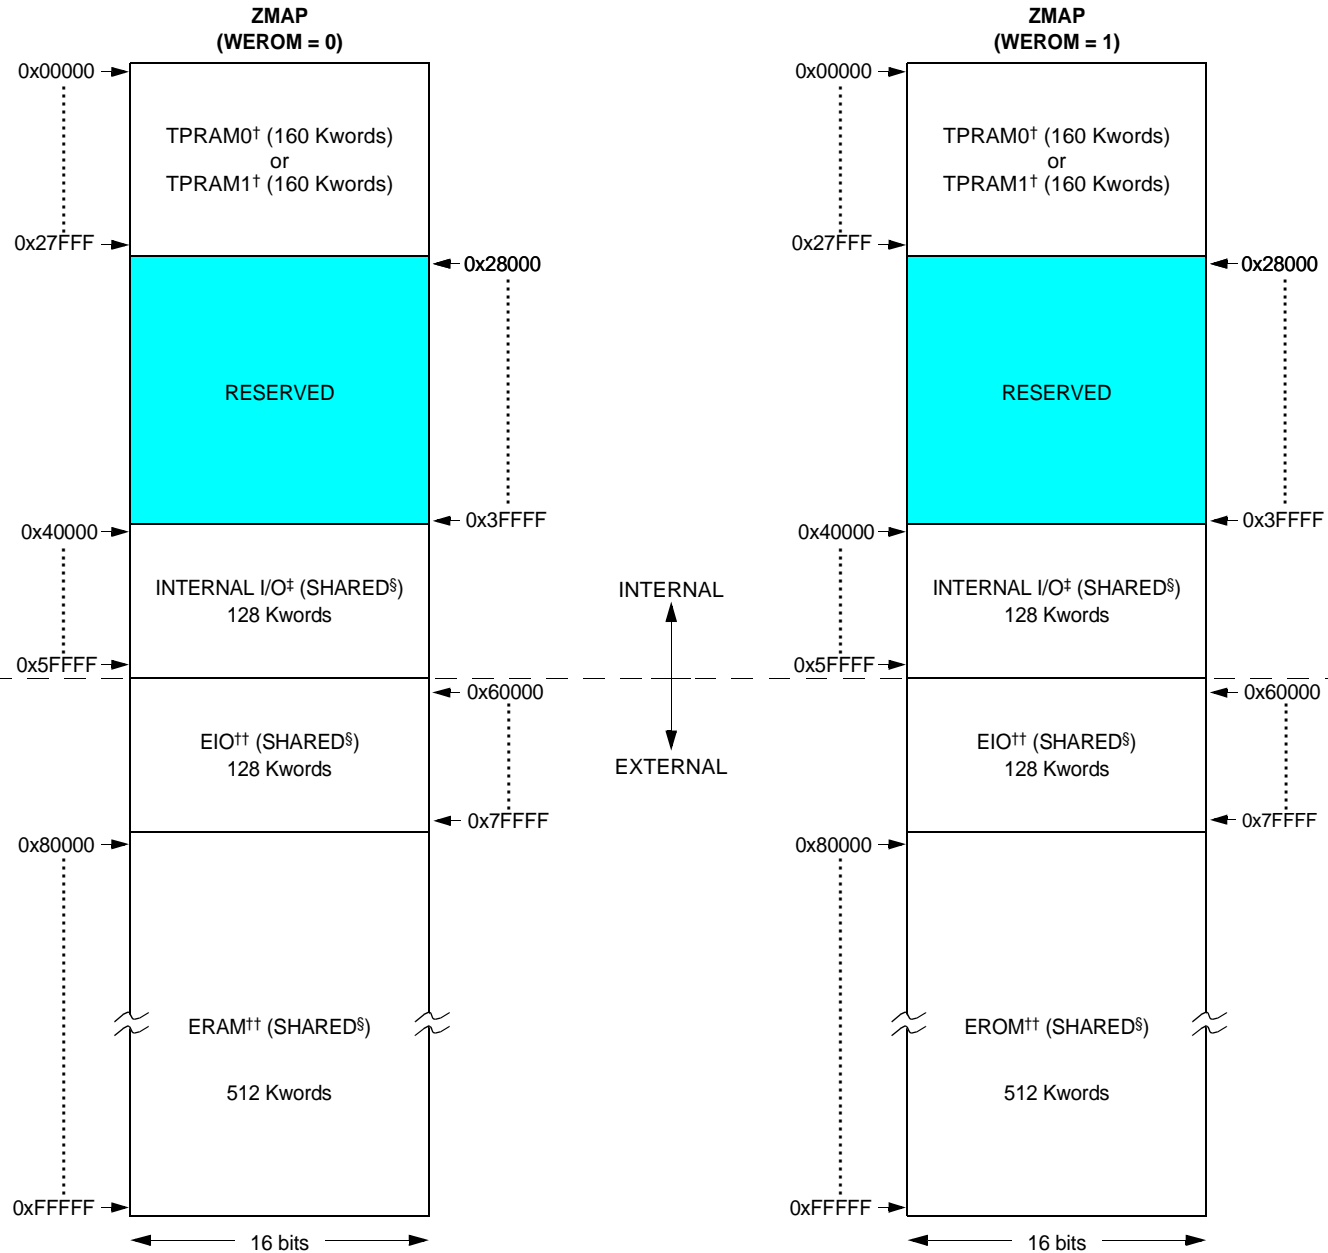 ZMAP
(WEROM = 0)
0x00000
TPRAM0† (160 Kwords)
or
TPRAM1† (160 Kwords)
0x27FFF
0x28000
RESERVED
0x3FFFF
0x40000
INTERNAL I/O‡ (SHARED§)
128 Kwords
0x5FFFF
0x60000
EIO†† (SHARED§)
128 Kwords
0x7FFFF
0x80000
ERAM†† (SHARED§)
512 Kwords
0xFFFFF
16 bits
INTERNAL
EXTERNAL
ZMAP
(WEROM = 1)
0x00000
TPRAM0† (160 Kwords)
or
TPRAM1† (160 Kwords)
0x27FFF
0x28000
RESERVED
0x3FFFF
0x40000
INTERNAL I/O‡ (SHARED§)
128 Kwords
0x5FFFF
0x60000
EIO†† (SHARED§)
128 Kwords
0x7FFFF
0x80000
EROM†† (SHARED§)
512 Kwords
0xFFFFF
16 bits